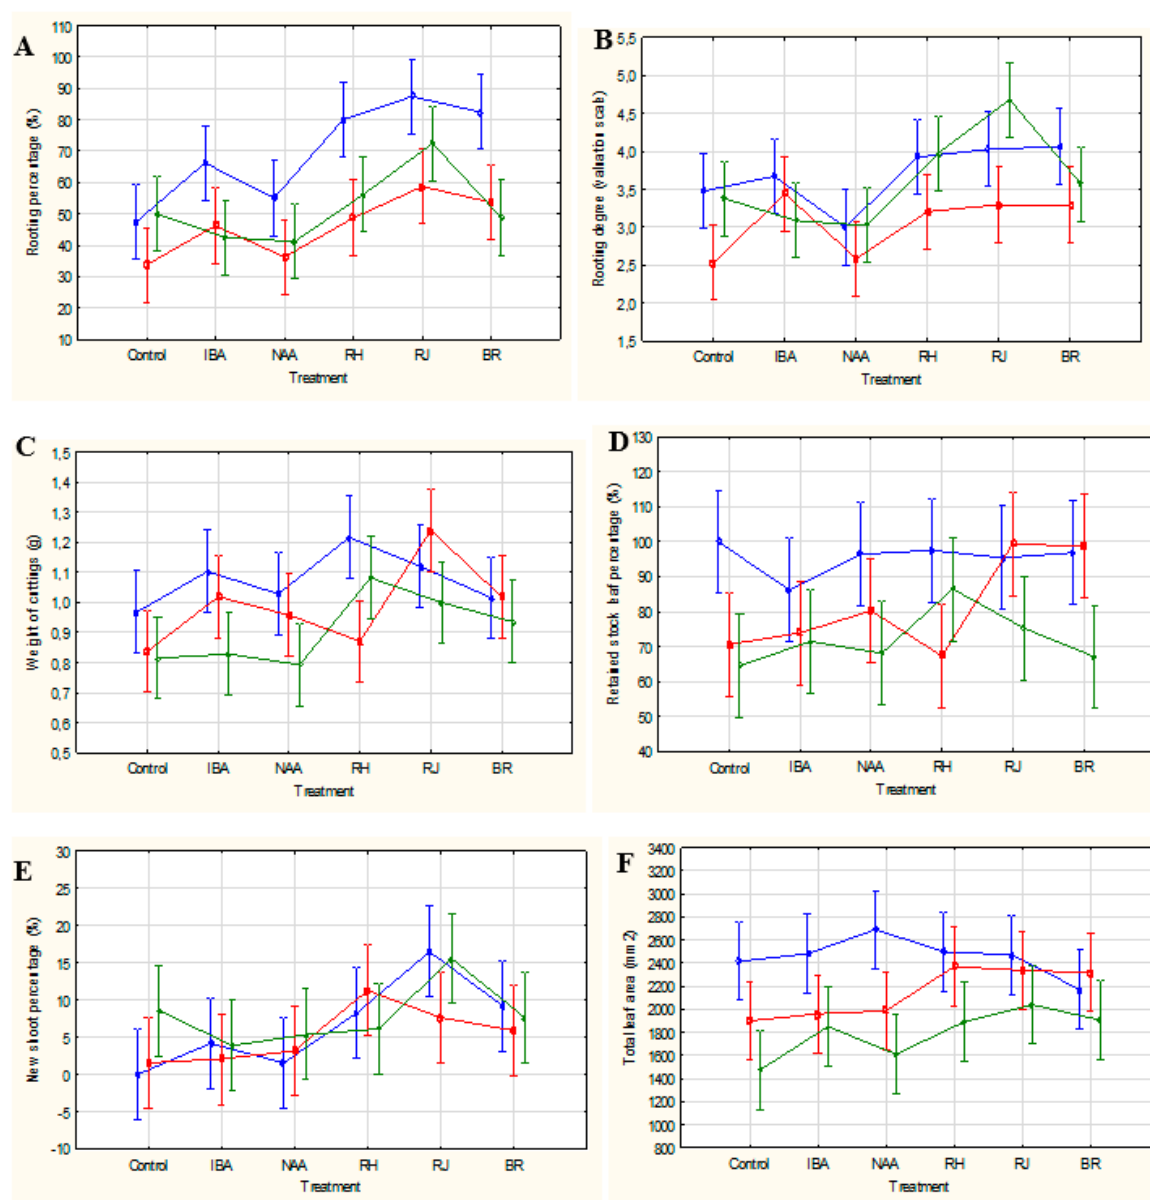 A
Rooting percentage (%)
110
100
90
80
70
60
50
40
30
20
10
Control IBA NAA RH RJ BR
Treatment
B
Rooting degree (valuation scale)
5,5
5,0
4,5
4,0
3,5
3,0
2,5
2,0
1,5
Control IBA NAA RH RJ BR
Treatment
C
Weight of cuttigs (g)
1,5
1,4
1,3
1,2
1,1
1,0
0,9
0,8
0,7
0,6
0,5
Control IBA NAA RH RJ BR
Treatment
D
Retained stock leaf percentage (%)
130
120
110
100
90
80
70
60
50
40
Control IBA NAA RH RJ BR
Treatment
E
New shoot percentage (%)
30
25
20
15
10
5
0
-5
-10
Control IBA NAA RH RJ BR
Treatment
F
Total leaf area (mm2)
3400
3200
3000
2800
2600
2400
2200
2000
1800
1600
1400
1200
1000
800
Control IBA NAA RH RJ BR
Treatment